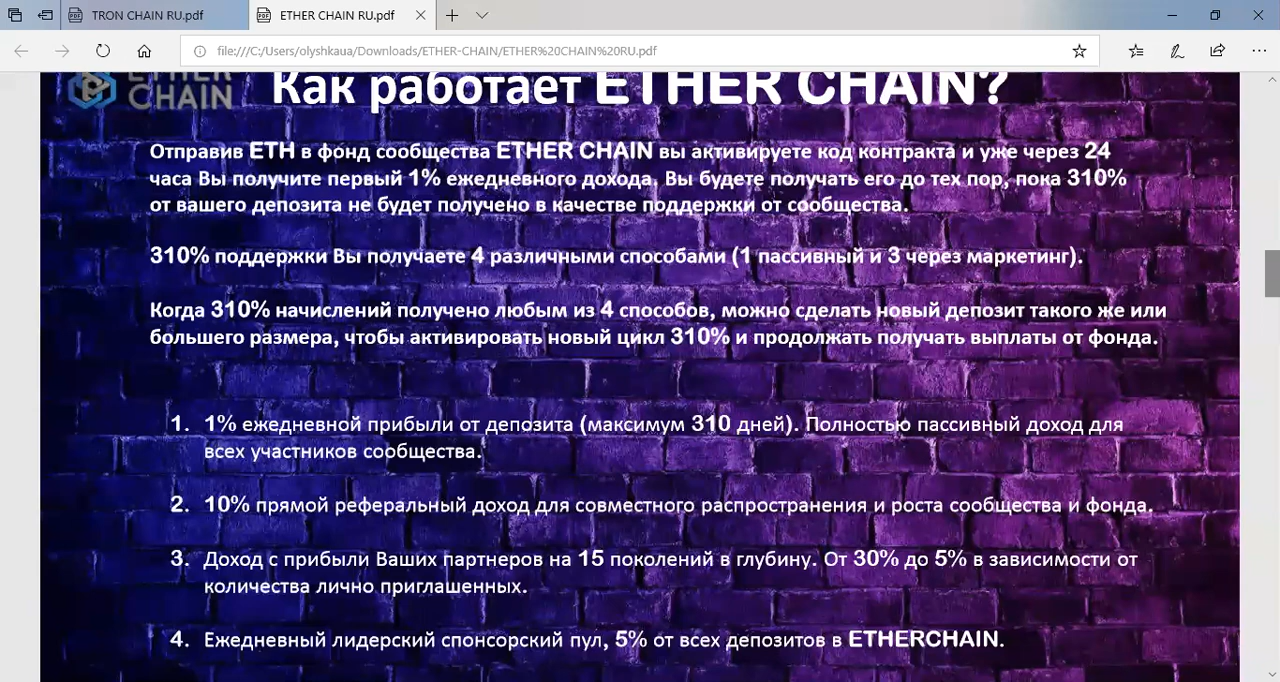 TRON CHAIN RU.pdf
ETHER CHAIN RU.pdf
file:///C:/Users/olyshkaua/Downloads/ETHER-CHAIN/ETHER%20CHAIN%20RU.pdf
ETHER
CHAIN
Как работает ETHER CHAIN?
Отправив ETH в фонд сообщества ETHER CHAIN вы активируете код контракта и уже через 24
часа Вы получите первый 1% ежедневного дохода. Вы будете получать его до тех пор, пока 310%
от вашего депозита не будет получено в качестве поддержки от сообщества.
310% поддержки Вы получаете 4 различными способами (1 пассивный и 3 через маркетинг).
Когда 310% начислений получено любым из 4 способов, можно сделать новый депозит такого же или
большего размера, чтобы активировать новый цикл 310% и продолжать получать выплаты от фонда.
1. 1% ежедневной прибыли от депозита (максимум 310 дней). Полностью пассивный доход для
всех участников сообщества.
2. 10% прямой реферальный доход для совместного распространения и роста сообщества и фонда.
3. Доход с прибыли Ваших партнеров на 15 поколений в глубину. От 30% до 5% в зависимости от
количества лично приглашенных.
4. Ежедневный лидерский спонсорский пул, 5% от всех депозитов в ETHERCHAIN.